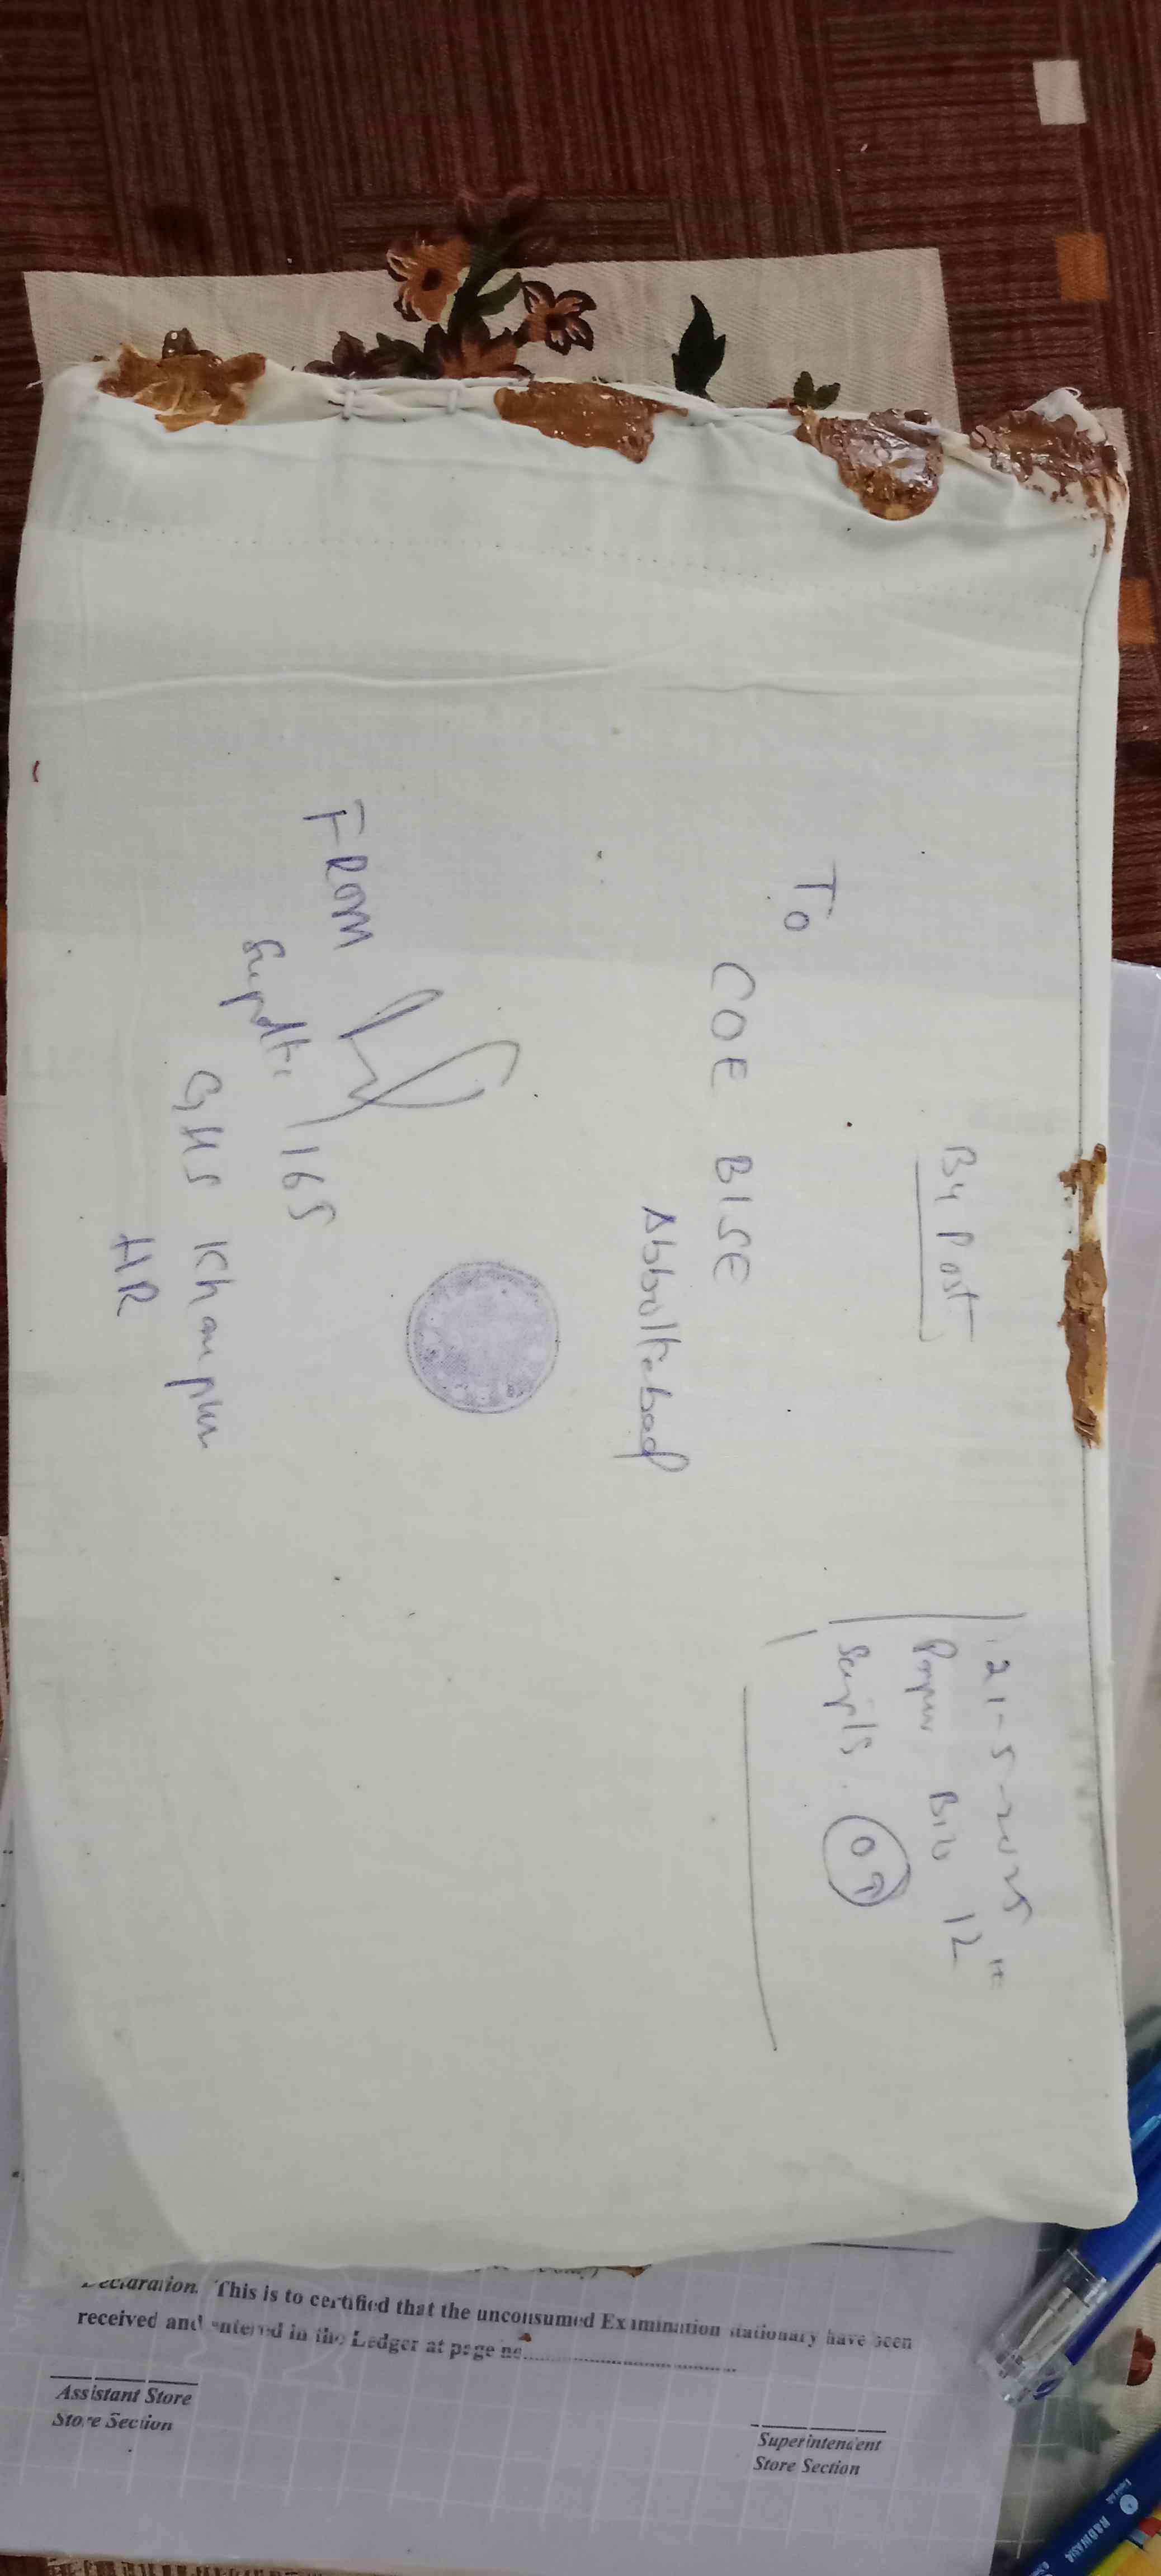 By Post
21-5-2025
Paper Bio 12th
To
COE BISE
Abbottabad
FROM
Supdt: 165
GHS Khanpur
HR
Declaration. This is to certified that the unconsumed Examination stationary have been
received and entered in the Ledger at page no
Assistant Store
Store Section
Superintendent
Store Section